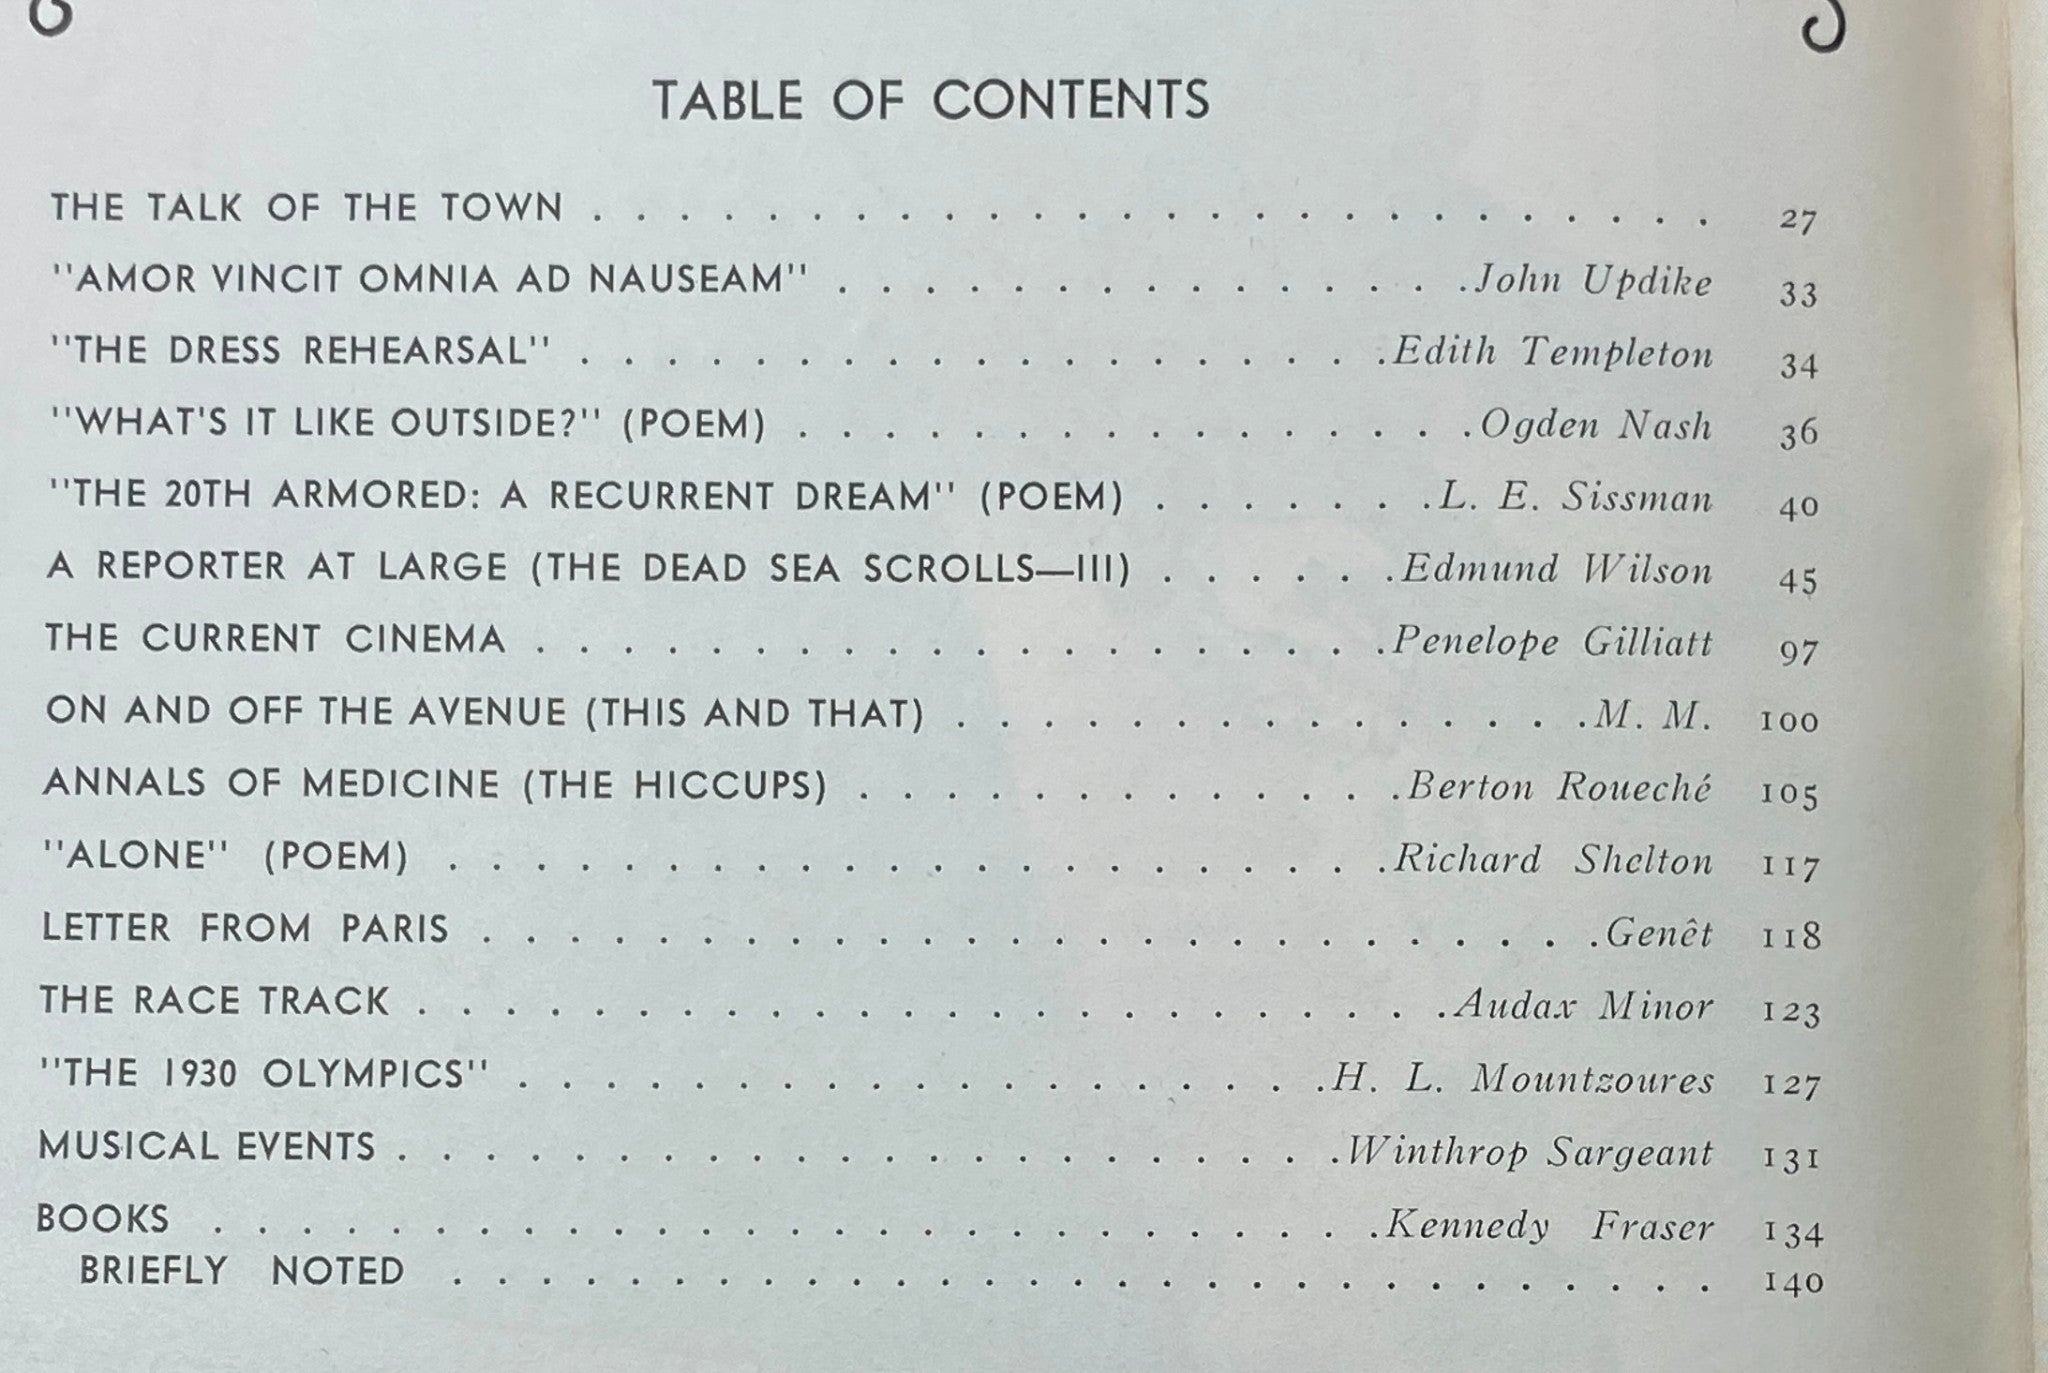 TABLE OF CONTENTS
THE TALK OF THE TOWN . . . . . . . . . . . . . . . . . . . . . . . . . . 27
"AMOR VINCIT OMNIA AD NAUSEAM" . . . . . . . . . . . . . . . John Updike 33
"THE DRESS REHEARSAL" . . . . . . . . . . . . . . . . . . . Edith Templeton 34
"WHAT'S IT LIKE OUTSIDE?" (POEM) . . . . . . . . . . . . . . . . Ogden Nash 36
"THE 20TH ARMORED: A RECURRENT DREAM" (POEM) . . . . . . . L. E. Sissman 40
A REPORTER AT LARGE (THE DEAD SEA SCROLLS—III) . . . . . . Edmund Wilson 45
THE CURRENT CINEMA . . . . . . . . . . . . . . . . . . . . Penelope Gilliatt 97
ON AND OFF THE AVENUE (THIS AND THAT) . . . . . . . . . . . . . . . M. M. 100
ANNALS OF MEDICINE (THE HICCUPS) . . . . . . . . . . . . . Berton Roueché 105
"ALONE" (POEM) . . . . . . . . . . . . . . . . . . . . . . Richard Shelton 117
LETTER FROM PARIS . . . . . . . . . . . . . . . . . . . . . . . . . . Genêt 118
THE RACE TRACK . . . . . . . . . . . . . . . . . . . . . . . . Audax Minor 123
"THE 1930 OLYMPICS" . . . . . . . . . . . . . . . . . . . H. L. Mountzoures 127
MUSICAL EVENTS . . . . . . . . . . . . . . . . . . . . . . Winthrop Sargeant 131
BOOKS . . . . . . . . . . . . . . . . . . . . . . . . . . . Kennedy Fraser 134
BRIEFLY NOTED . . . . . . . . . . . . . . . . . . . . . . . . . . . . . 140